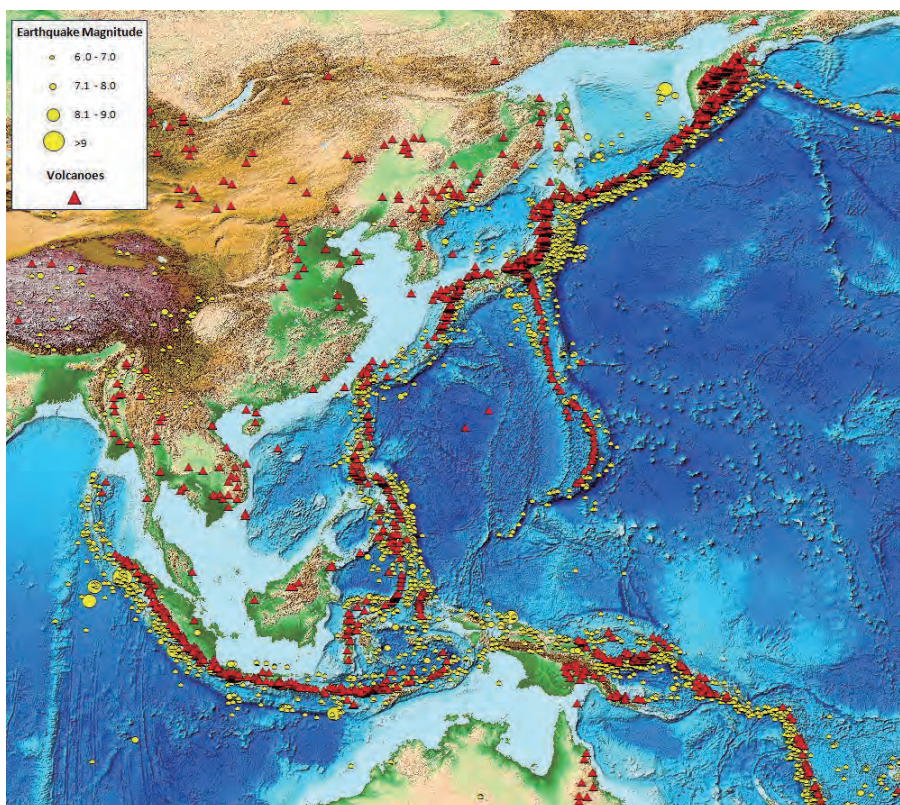 Earthquake Magnitude
6.0 - 7.0
7.1 - 8.0
8.1 - 9.0
>9
Volcanoes